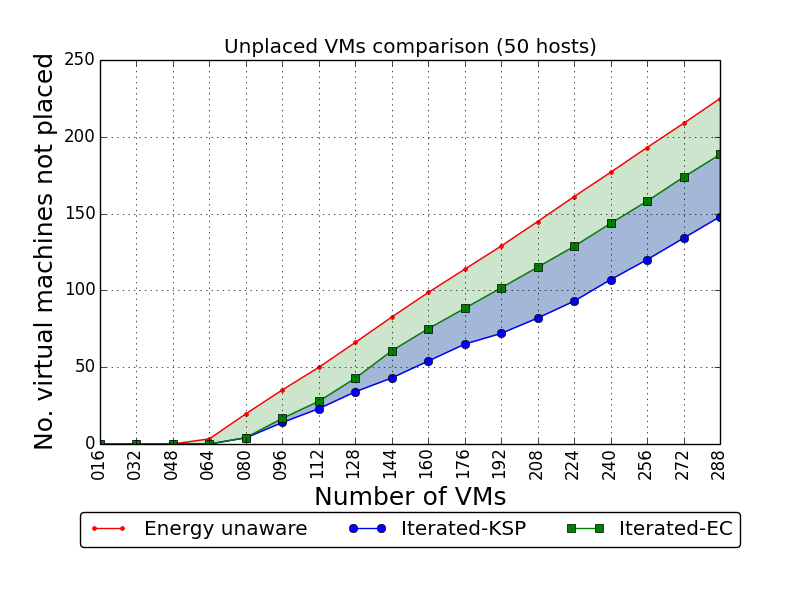 Unplaced VMs comparison (50 hosts)
No. virtual machines not placed
250
200
150
100
50
0
016 032 048 064 080 096 112 128 144 160 176 192 208 224 240 256 272 288
Number of VMs
Energy unaware Iterated-KSP Iterated-EC